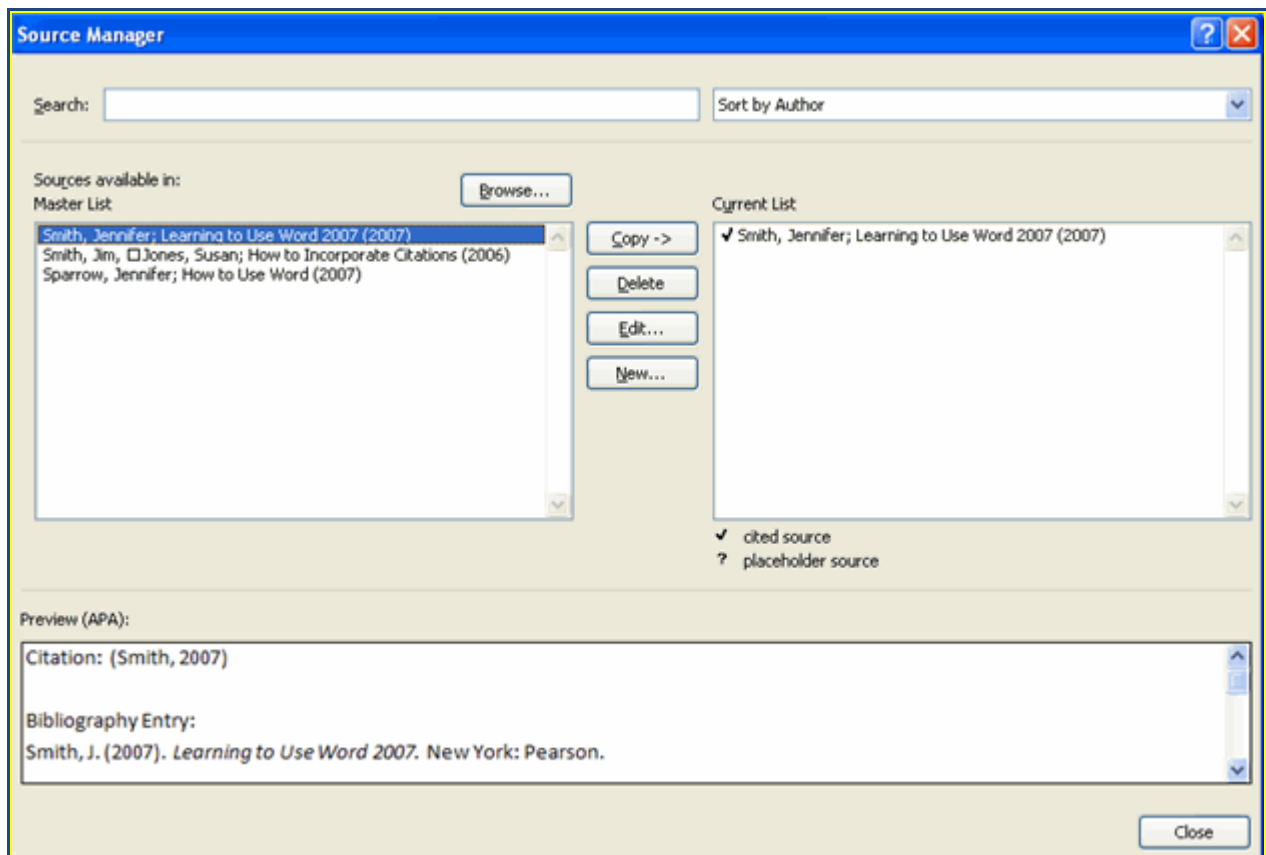 Source Manager
Search:
Sort by Author
Sources available in:
Master List
Browse...
Current List
Smith, Jennifer; Learning to Use Word 2007 (2007)
Smith, Jim, □Jones, Susan; How to Incorporate Citations (2006)
Sparrow, Jennifer; How to Use Word (2007)
Copy ->
Delete
Edit...
New...
✓ Smith, Jennifer; Learning to Use Word 2007 (2007)
✓ cited source
? placeholder source
Preview (APA):
Citation: (Smith, 2007)
Bibliography Entry:
Smith, J. (2007). Learning to Use Word 2007. New York: Pearson.
Close